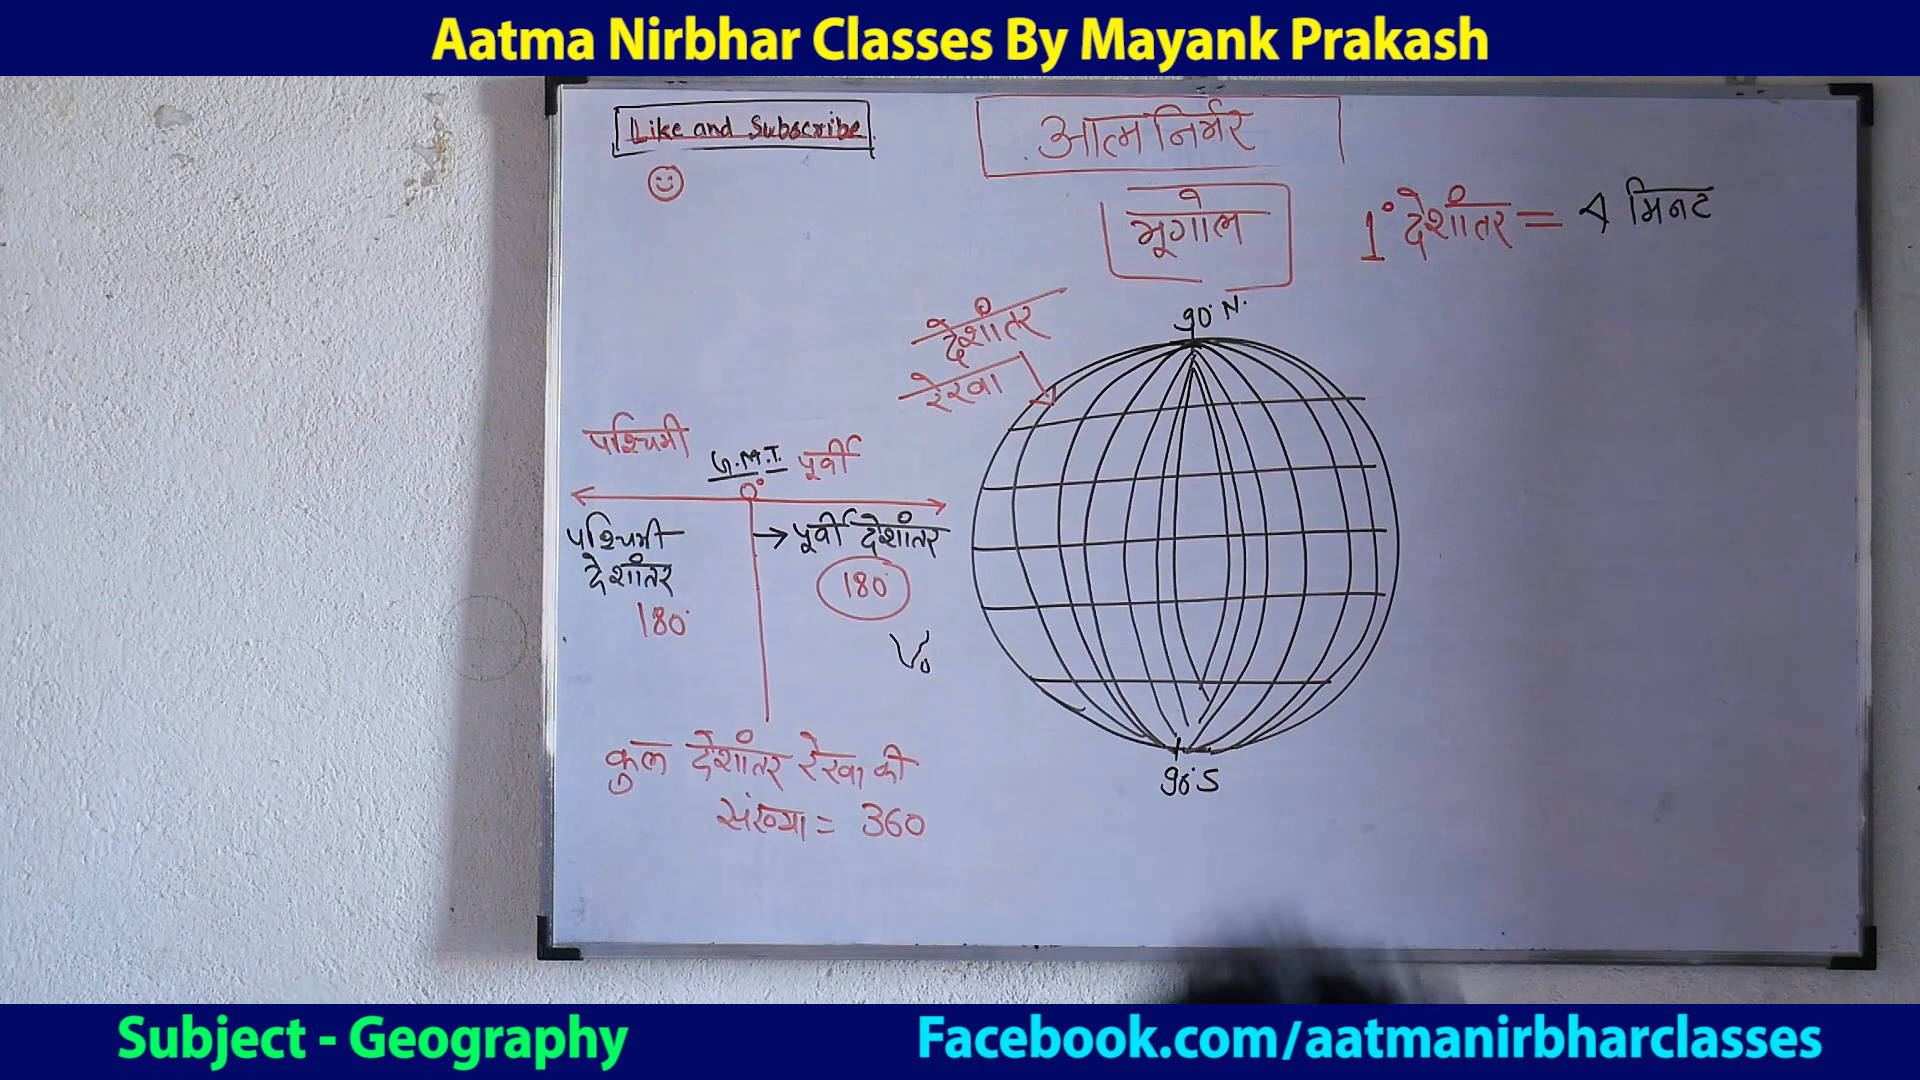 Aatma Nirbhar Classes By Mayank Prakash
Like and Subscribe
आत्मनिर्भर
भूगोल
1° देशांतर = 4 मिनट
90° N.
देशांतर
रेखा
पश्चिमी
G.M.T.
पूर्वी
0°
पश्चिमी
देशांतर
180°
→ पूर्वी देशांतर
180°
कुल देशांतर रेखा की
संख्या = 360
90°S
Subject - Geography
Facebook.com/aatmanirbharclasses